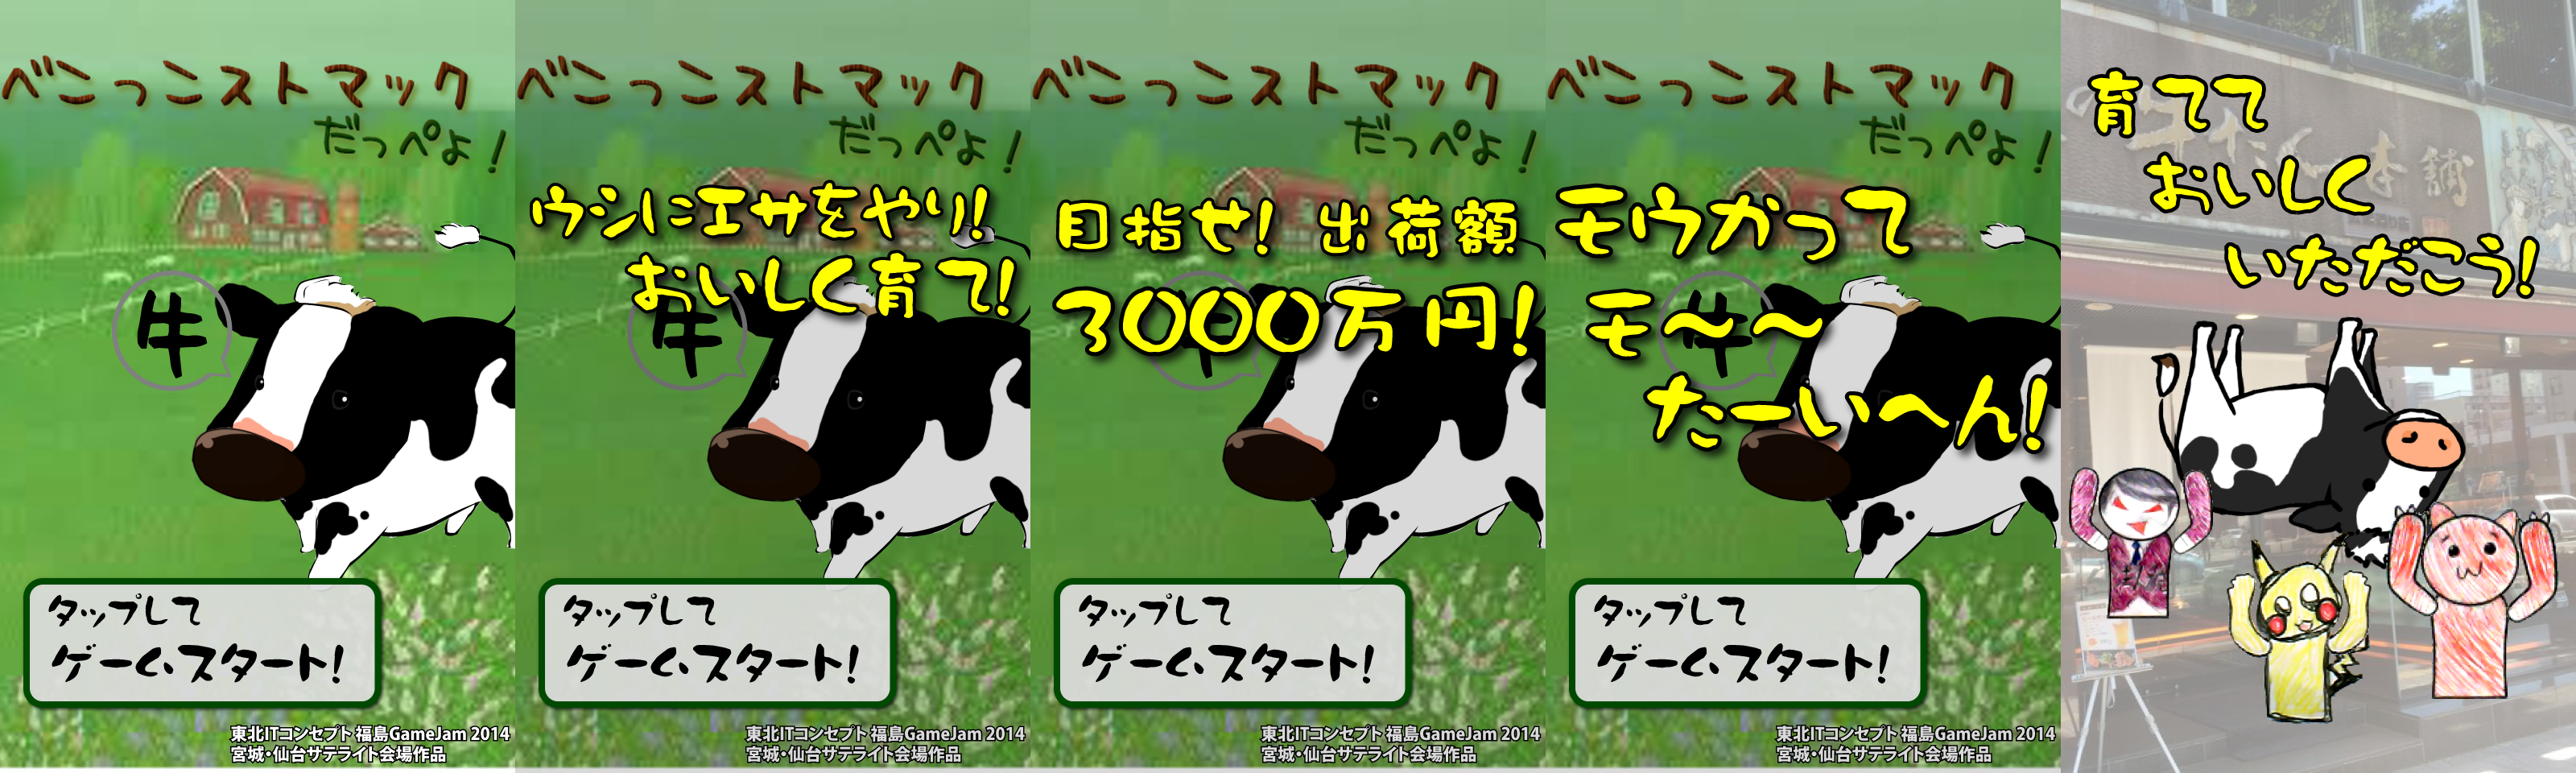 べこっこストマック
だっぺよ！
牛
タップして
ゲームスタート！
東北ITコンセプト 福島GameJam 2014
宮城・仙台サテライト会場作品
べこっこストマック
だっぺよ！
ウシにエサをやり！
おいしく育て！
牛
タップして
ゲームスタート！
東北ITコンセプト 福島GameJam 2014
宮城・仙台サテライト会場作品
べこっこストマック
だっぺよ！
目指せ！ 出荷額
3000万円！
タップして
ゲームスタート！
東北ITコンセプト 福島GameJam 2014
宮城・仙台サテライト会場作品
べこっこストマック
だっぺよ！
モウかって
モ〜〜
たーいへん！
牛
タップして
ゲームスタート！
東北ITコンセプト 福島GameJam 2014
宮城・仙台サテライト会場作品
育てて
おいしく
いただこう！